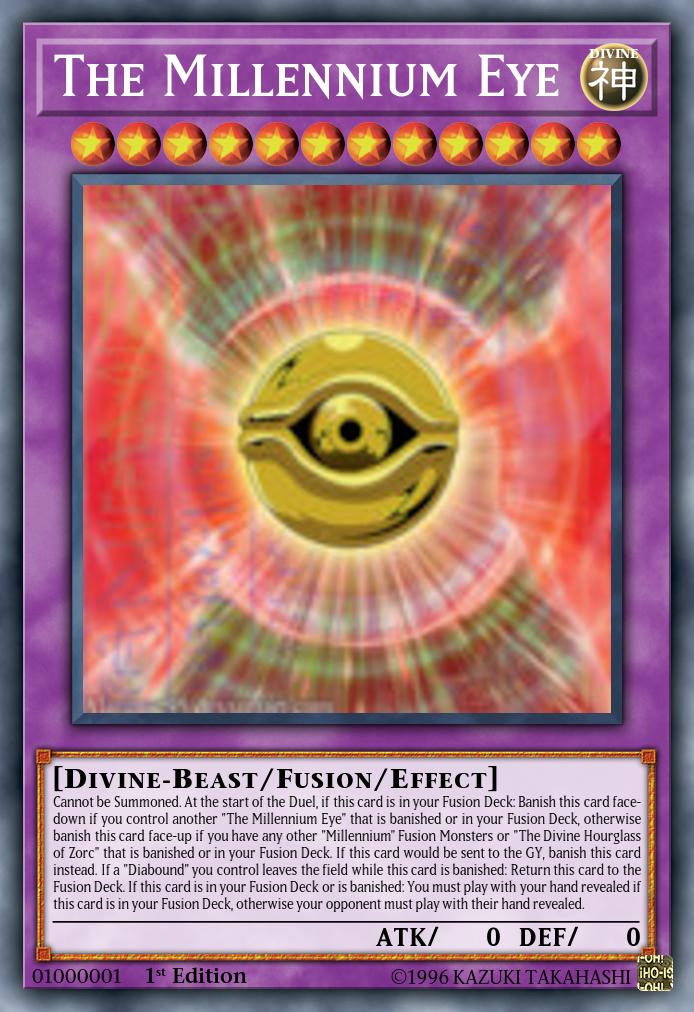 The Millennium Eye
DIVINE
神
[Divine-Beast/Fusion/Effect]
Cannot be Summoned. At the start of the Duel, if this card is in your Fusion Deck: Banish this card face-
down if you control another "The Millennium Eye" that is banished or in your Fusion Deck, otherwise
banish this card face-up if you have any other "Millennium" Fusion Monsters or "The Divine Hourglass
of Zorc" that is banished or in your Fusion Deck. If this card would be sent to the GY, banish this card
instead. If a "Diabound" you control leaves the field while this card is banished: Return this card to the
Fusion Deck. If this card is in your Fusion Deck or is banished: You must play with your hand revealed if
this card is in your Fusion Deck, otherwise your opponent must play with their hand revealed.
ATK/ 0 DEF/ 0
01000001 1st Edition ©1996 KAZUKI TAKAHASHI